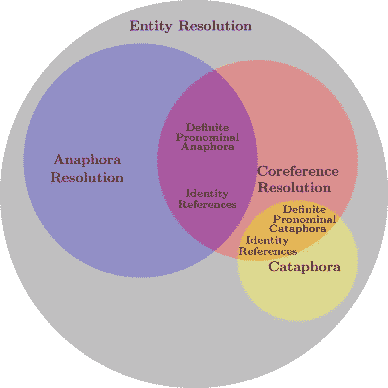 Entity Resolution
Anaphora
Resolution
Definite
Pronominal
Anaphora
Identity
References
Coreference
Resolution
Definite
Pronominal
Cataphora
Identity
References
Cataphora